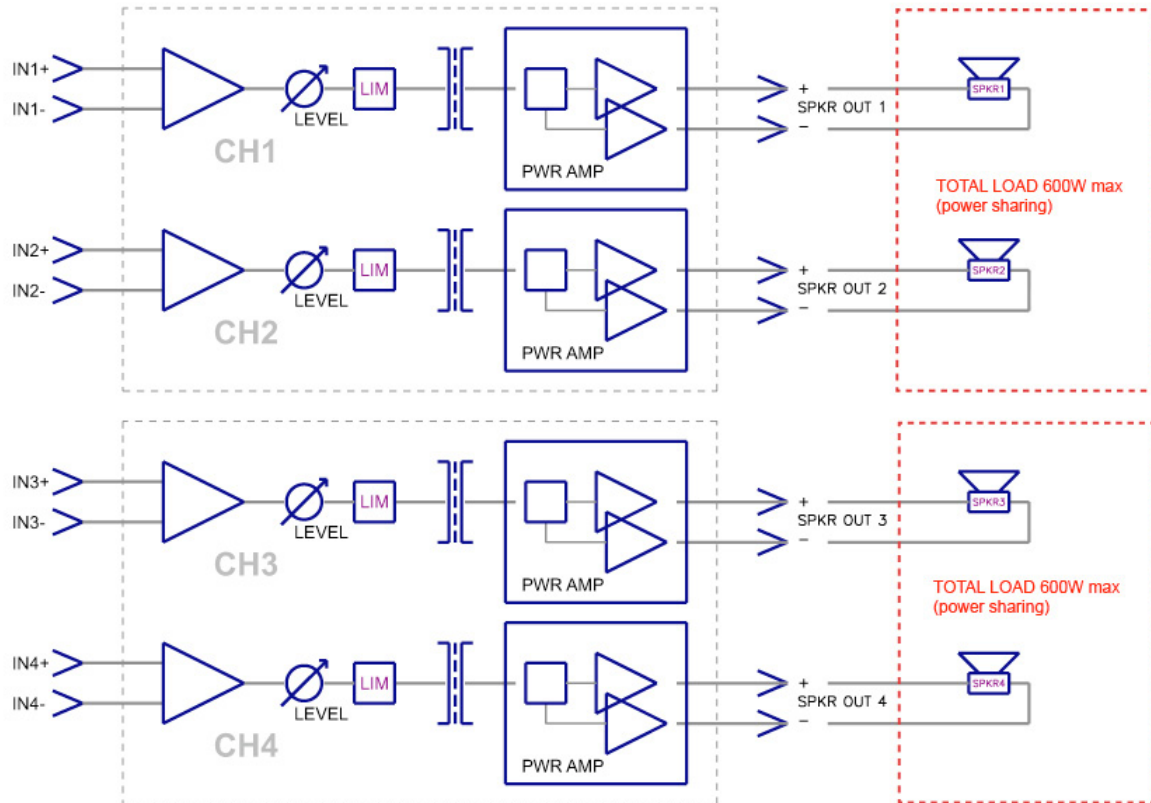 IN1+
IN1-
LEVEL
LIM
CH1
PWR AMP
+
SPKR OUT 1
−
SPKR1
TOTAL LOAD 600W max
(power sharing)
IN2+
IN2-
LEVEL
LIM
CH2
PWR AMP
+
SPKR OUT 2
−
SPKR2
IN3+
IN3-
LEVEL
LIM
CH3
PWR AMP
+
SPKR OUT 3
−
SPKR3
TOTAL LOAD 600W max
(power sharing)
IN4+
IN4-
LEVEL
LIM
CH4
PWR AMP
+
SPKR OUT 4
−
SPKR4